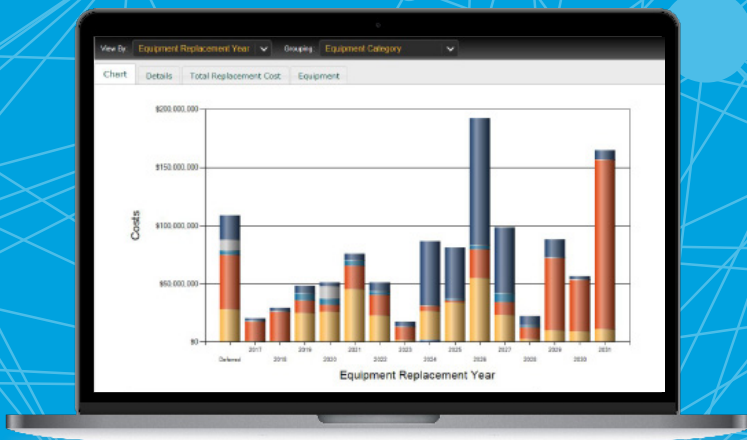 View By: Equipment Replacement Year Grouping Equipment Category
Chart Details Total Replacement Cost Equipment
$200,000,000
$150,000,000
$100,000,000
$50,000,000
$0
Costs
Deferred 2017 2018 2019 2020 2021 2022 2023 2024 2025 2026 2027 2028 2029 2030 2031
Equipment Replacement Year